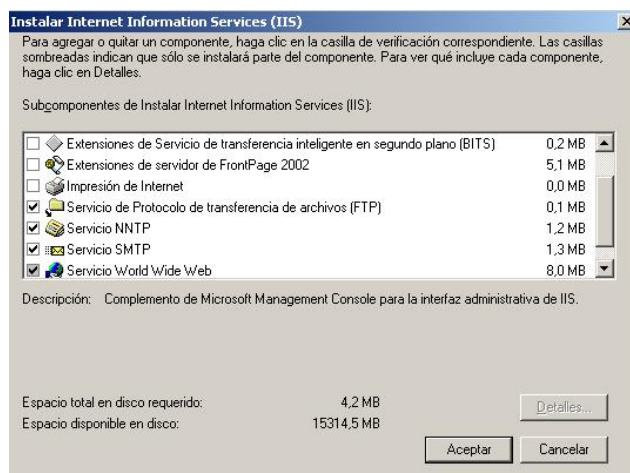 Instalar Internet Information Services (IIS)
Para agregar o quitar un componente, haga clic en la casilla de verificación correspondiente. Las casillas
sombreadas indican que sólo se instalará parte del componente. Para ver qué incluye cada componente,
haga clic en Detalles.
Subcomponentes de Instalar Internet Information Services (IIS):
Extensiones de Servicio de transferencia inteligente en segundo plano (BITS) 0,2 MB
Extensiones de servidor de FrontPage 2002 5,1 MB
Impresión de Internet 0,0 MB
Servicio de Protocolo de transferencia de archivos (FTP) 0,1 MB
Servicio NNTP 1,2 MB
Servicio SMTP 1,3 MB
Servicio World Wide Web 8,0 MB
Descripción: Complemento de Microsoft Management Console para la interfaz administrativa de IIS.
Espacio total en disco requerido: 4,2 MB
Detalles...
Espacio disponible en disco: 15314,5 MB
Aceptar Cancelar